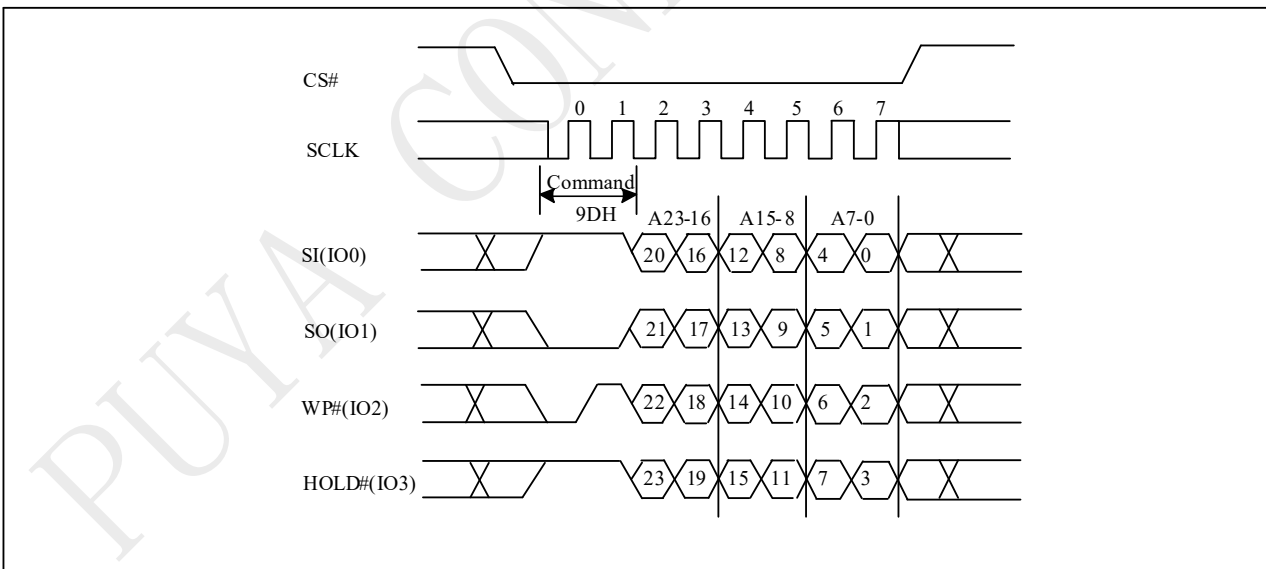 PUYA CON
CS#
0 1 2 3 4 5 6 7
SCLK
Command
9DH
A23-16 A15-8 A7-0
SI(IO0) 20 16 12 8 4 0
SO(IO1) 21 17 13 9 5 1
WP#(IO2) 22 18 14 10 6 2
HOLD#(IO3) 23 19 15 11 7 3